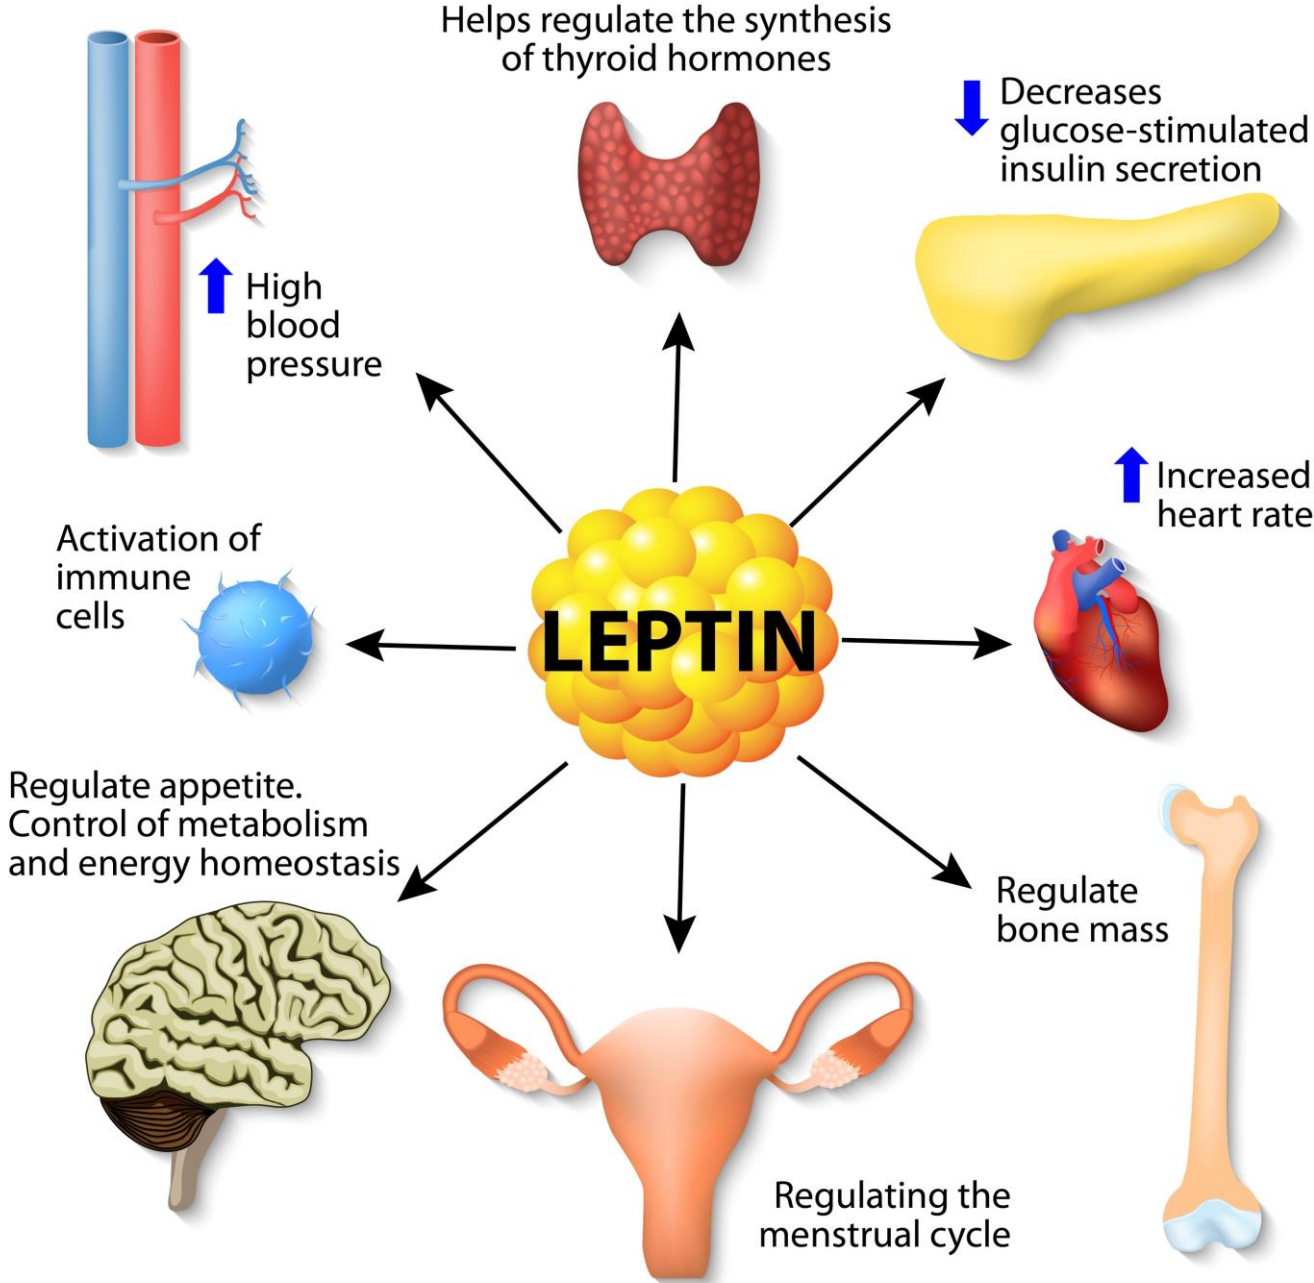 Helps regulate the synthesis
of thyroid hormones
Decreases
glucose-stimulated
insulin secretion
High
blood
pressure
Increased
heart rate
Activation of
immune
cells
LEPTIN
Regulate appetite.
Control of metabolism
and energy homeostasis
Regulate
bone mass
Regulating the
menstrual cycle